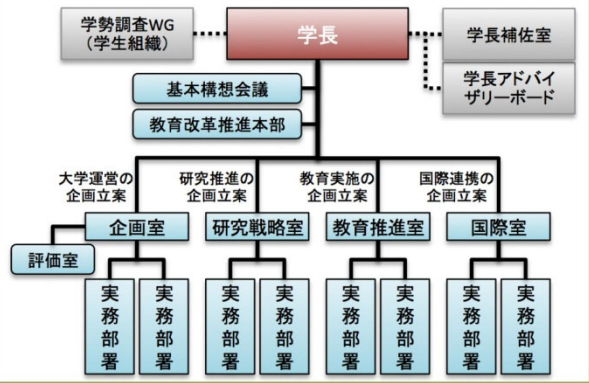 学勢調査WG
(学生組織)
学長
学長補佐室
学長アドバイ
ザリーボード
基本構想会議
教育改革推進本部
大学運営の
企画立案
研究推進の
企画立案
教育実施の
企画立案
国際連携の
企画立案
企画室
研究戦略室
教育推進室
国際室
評価室
実務部署
実務部署
実務部署
実務部署
実務部署
実務部署
実務部署
実務部署